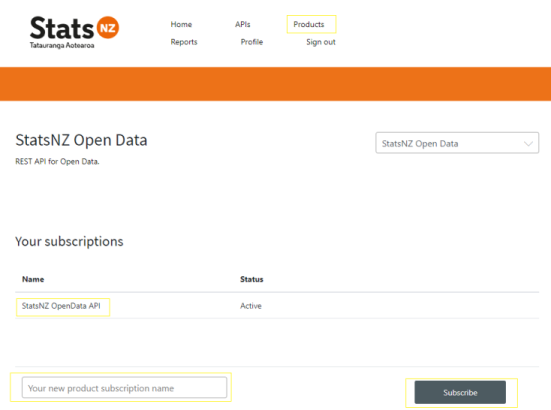 Stats NZ
Tatauranga Aotearoa
Home APIs Products
Reports Profile Sign out
StatsNZ Open Data
StatsNZ Open Data
REST API for Open Data.
Your subscriptions
Name Status
StatsNZ OpenData API Active
Your new product subscription name
Subscribe